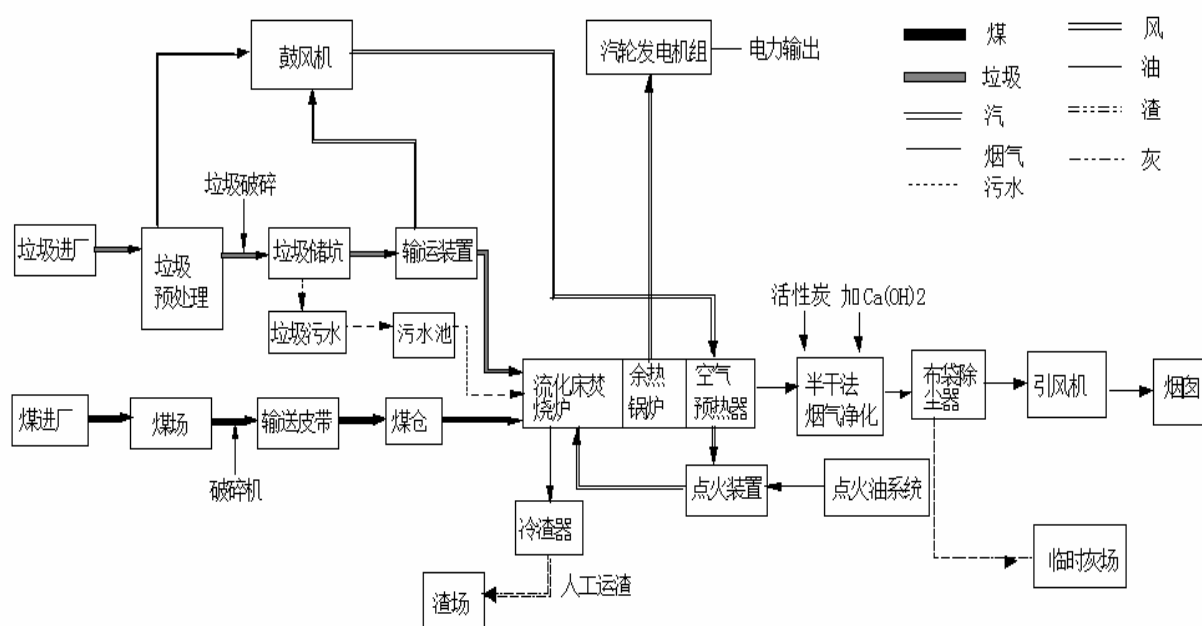 鼓风机
汽轮发电机组
电力输出
煤
垃圾
汽
烟气
污水
风
油
渣
灰
垃圾破碎
垃圾进厂
垃圾
预处理
垃圾储坑
输运装置
垃圾污水
污水池
活性炭
加Ca(OH)2
流化床焚
烧炉
余热
锅炉
空气
预热器
半干法
烟气净化
布袋除
尘器
引风机
烟囱
煤进厂
煤场
输送皮带
煤仓
破碎机
点火装置
点火油系统
冷渣器
人工运渣
渣场
临时灰场